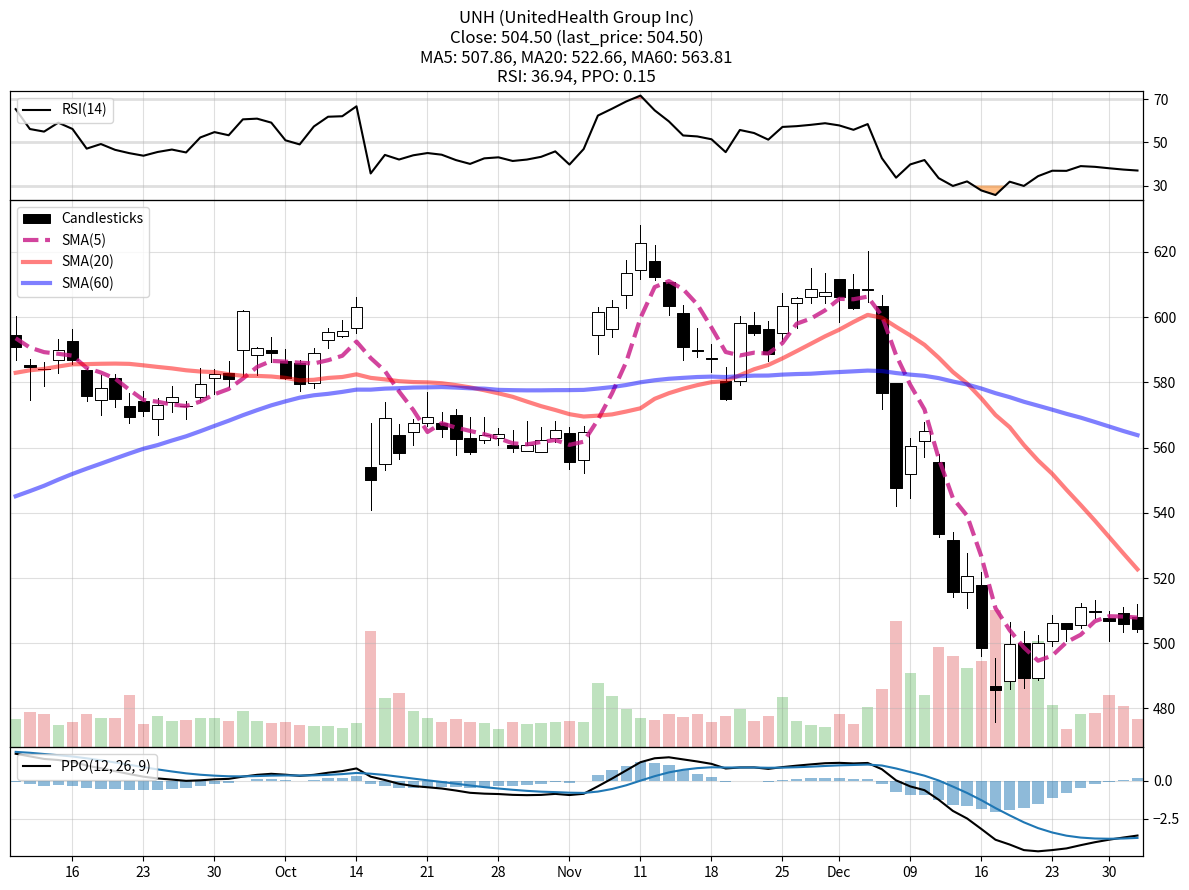 UNH (UnitedHealth Group Inc)
Close: 504.50 (last_price: 504.50)
MA5: 507.86, MA20: 522.66, MA60: 563.81
RSI: 36.94, PPO: 0.15
RSI(14)
70
50
30
Candlesticks
SMA(5)
SMA(20)
SMA(60)
620
600
580
560
540
520
500
480
PPO(12, 26, 9)
0.0
−2.5
16 23 30 Oct 14 21 28 Nov 11 18 25 Dec 09 16 23 30